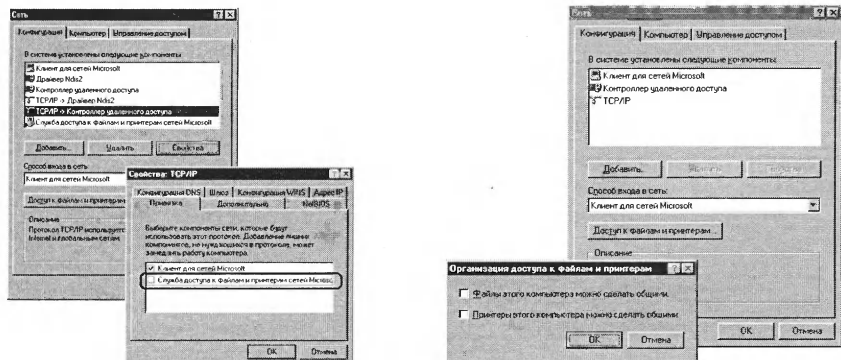 Сеть
Конфигурация Компьютер Управление доступом
В системе установлены следующие компоненты
Клиент для сетей Microsoft
Драйвер Ndis2
Контроллер удаленного доступа
TCP/IP -> Драйвер Ndis2
TCP/IP -> Контроллер удаленного доступа
Служба доступа к файлам и принтерам сетей Microsoft
Добавить... Удалить Свойства
Способ входа в сеть:
Клиент для сетей Microsoft
Доступ к файлам и принтерам
Описание
Протокол TCP/IP используется
Internet и глобальным сетям.
Свойства: TCP/IP
Конфигурация DNS Шлюз Конфигурация WINS Адрес IP
Привязка Дополнительно NetBIOS
Выберите компоненты сети, которые будут
использовать этот протокол. Добавление лишних
компонентов, не нуждающихся в протоколе, может
замедлять работу компьютера.
Клиент для сетей Microsoft
Служба доступа к файлам и принтерам сетей Microsoft
OK Отмена
Сеть
Конфигурация Компьютер Управление доступом
В системе установлены следующие компоненты:
Клиент для сетей Microsoft
Контроллер удаленного доступа
TCP/IP
Добавить... Удалить Свойства
Способ входа в сеть:
Клиент для сетей Microsoft
Доступ к файлам и принтерам...
Описание
OK Отмена
Организация доступа к файлам и принтерам
Файлы этого компьютера можно сделать общими.
Принтеры этого компьютера можно сделать общими
OK Отмена